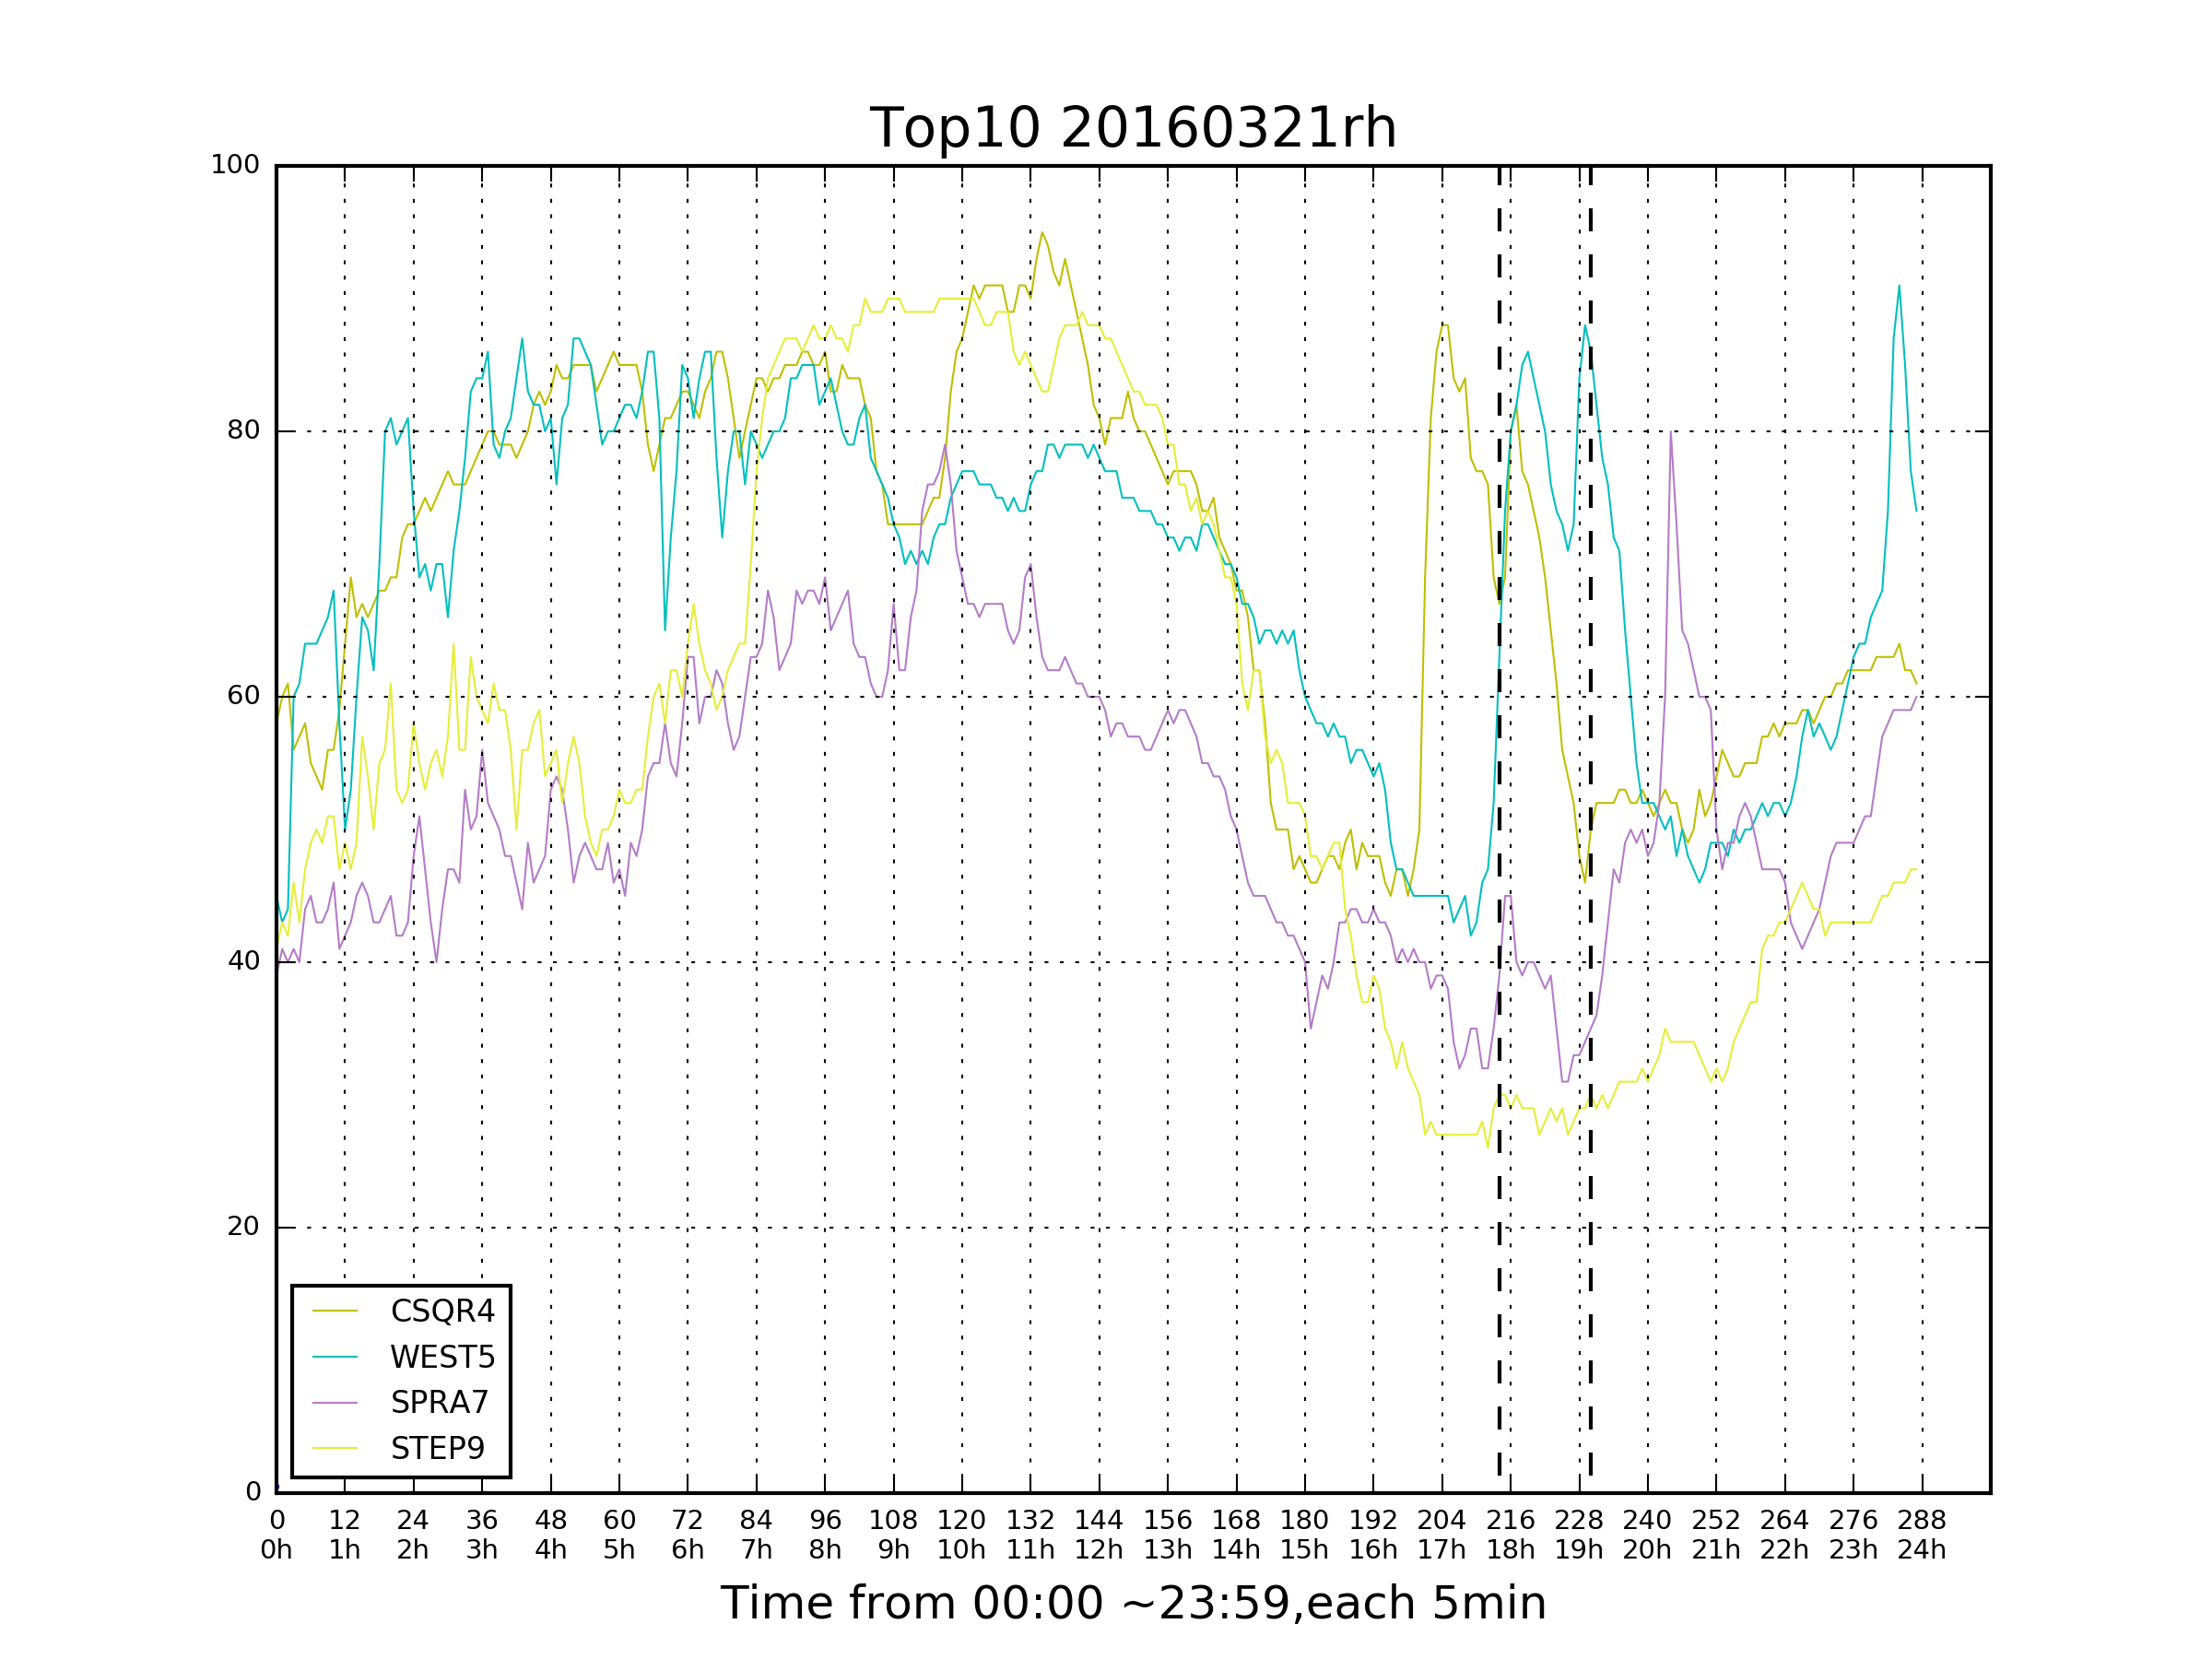 Top10 20160321rh
100
80
60
40
20
0
CSQR4
WEST5
SPRA7
STEP9
0 12 24 36 48 60 72 84 96 108 120 132 144 156 168 180 192 204 216 228 240 252 264 276 288
0h 1h 2h 3h 4h 5h 6h 7h 8h 9h 10h 11h 12h 13h 14h 15h 16h 17h 18h 19h 20h 21h 22h 23h 24h
Time from 00:00 ~23:59,each 5min